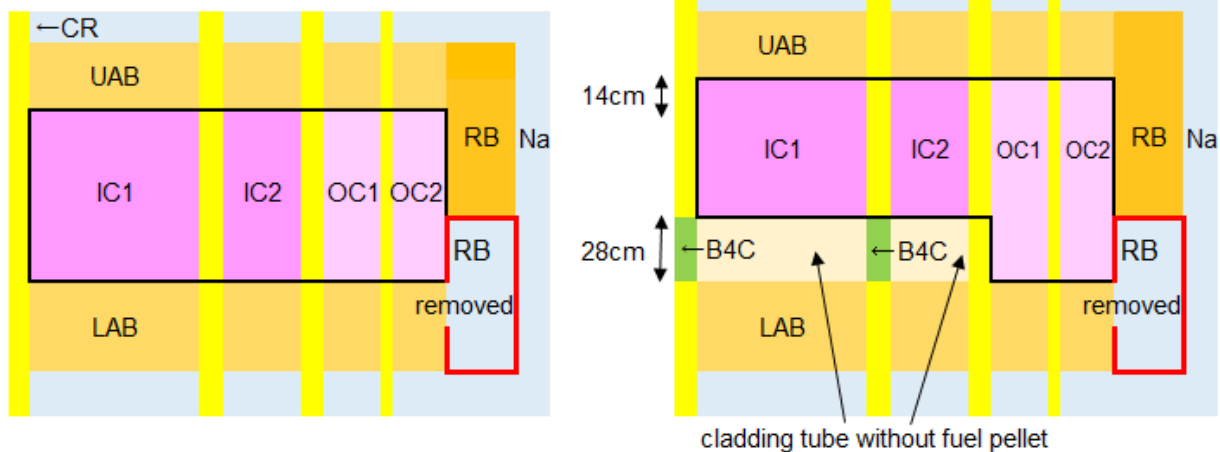 ←CR
UAB
IC1
IC2
OC1
OC2
RB
Na
RB
removed
LAB
14cm
28cm
UAB
IC1
IC2
OC1
OC2
RB
Na
←B4C
←B4C
RB
removed
LAB
cladding tube without fuel pellet